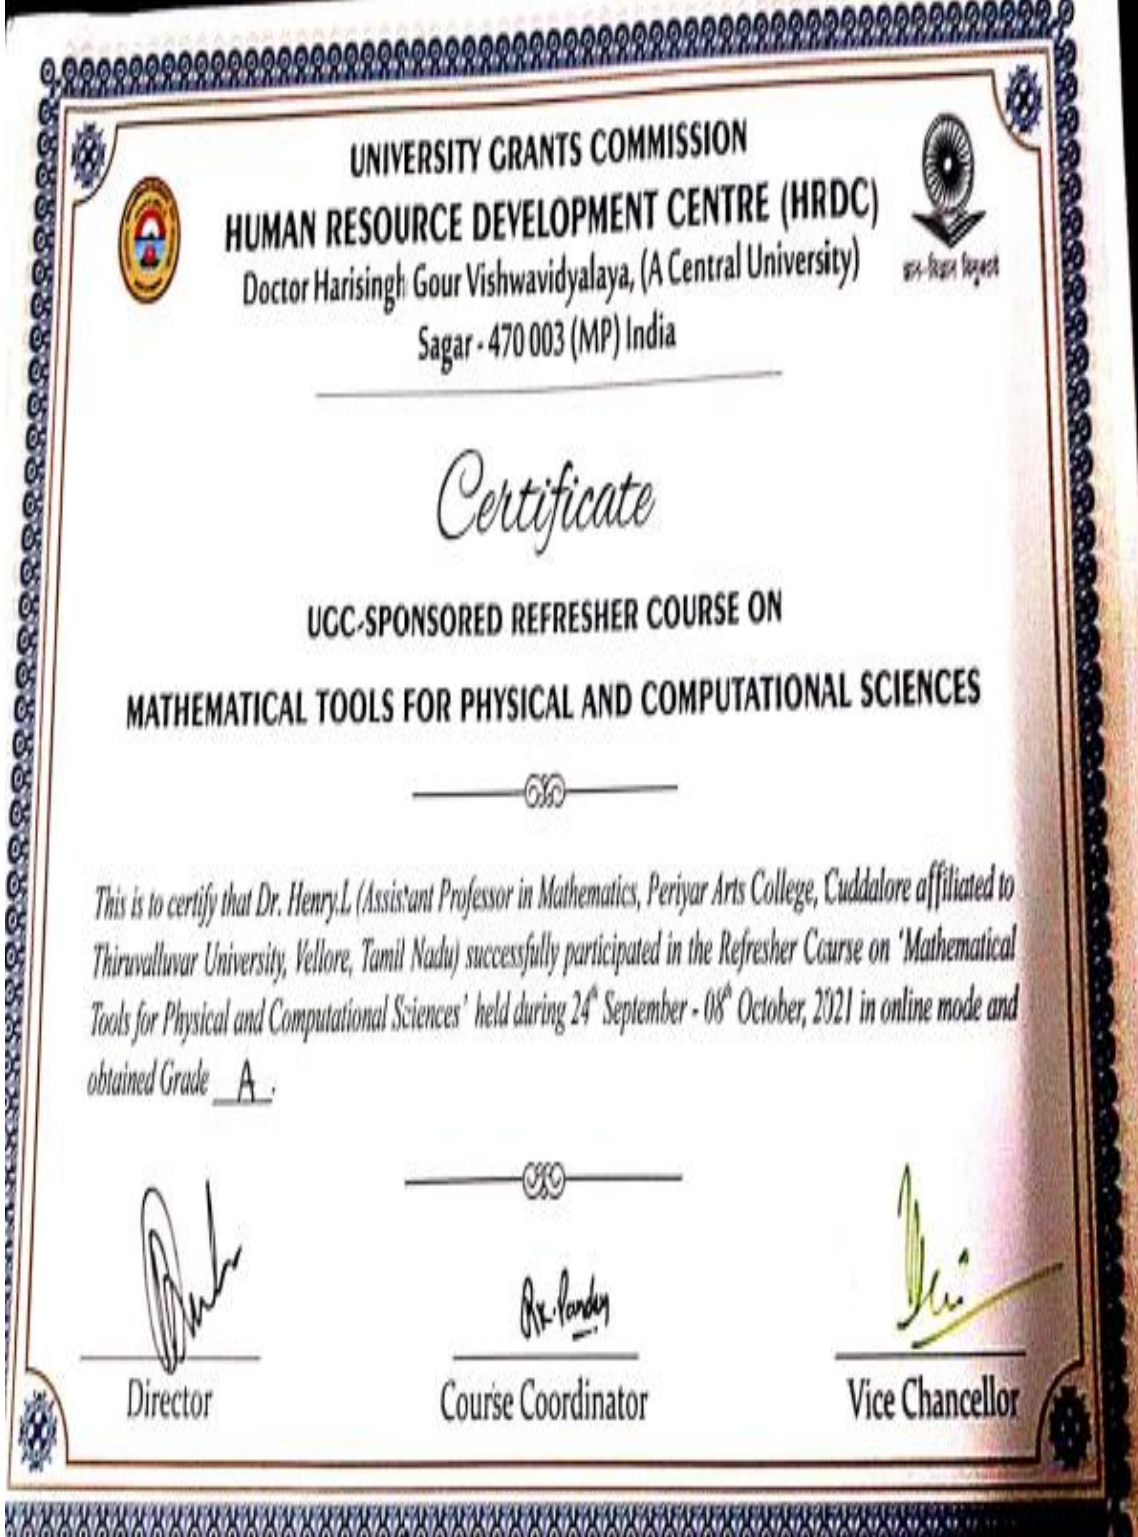 UNIVERSITY GRANTS COMMISSION
HUMAN RESOURCE DEVELOPMENT CENTRE (HRDC)
Doctor Harisingh Gour Vishwavidyalaya, (A Central University)
Sagar - 470 003 (MP) India
ज्ञान-विज्ञान विमुक्तये
Certificate
UGC-SPONSORED REFRESHER COURSE ON
MATHEMATICAL TOOLS FOR PHYSICAL AND COMPUTATIONAL SCIENCES
This is to certify that Dr. Henry.L (Assistant Professor in Mathematics, Periyar Arts College, Cuddalore affiliated to
Thiruvalluvar University, Vellore, Tamil Nadu) successfully participated in the Refresher Course on 'Mathematical
Tools for Physical and Computational Sciences' held during 24th September - 08th October, 2021 in online mode and
obtained Grade A.
R.K. Pandey
Director
Course Coordinator
Vice Chancellor